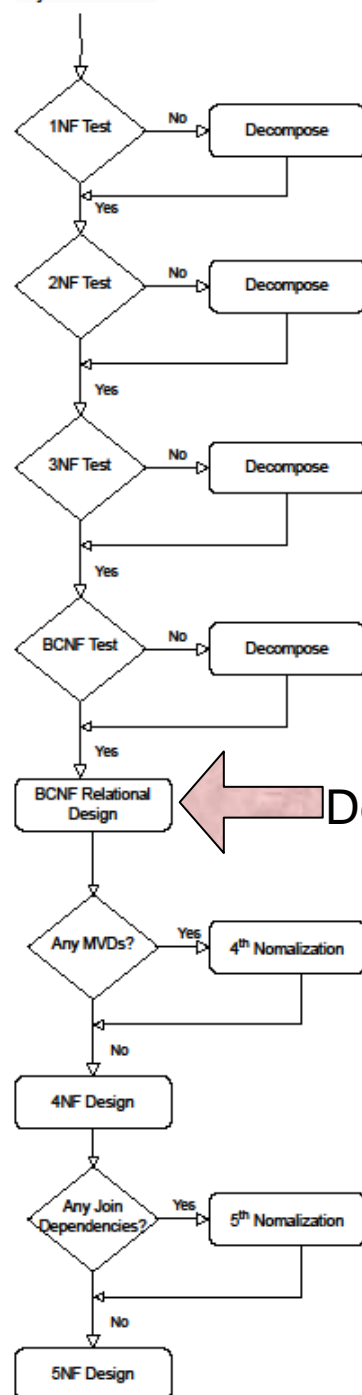 1NF Test
No
Decompose
Yes
2NF Test
No
Decompose
Yes
3NF Test
No
Decompose
Yes
BCNF Test
No
Decompose
Yes
BCNF Relational
Design
Any MVDs?
Yes
4th Nomalization
No
4NF Design
Any Join
Dependencies?
Yes
5th Nomalization
No
5NF Design